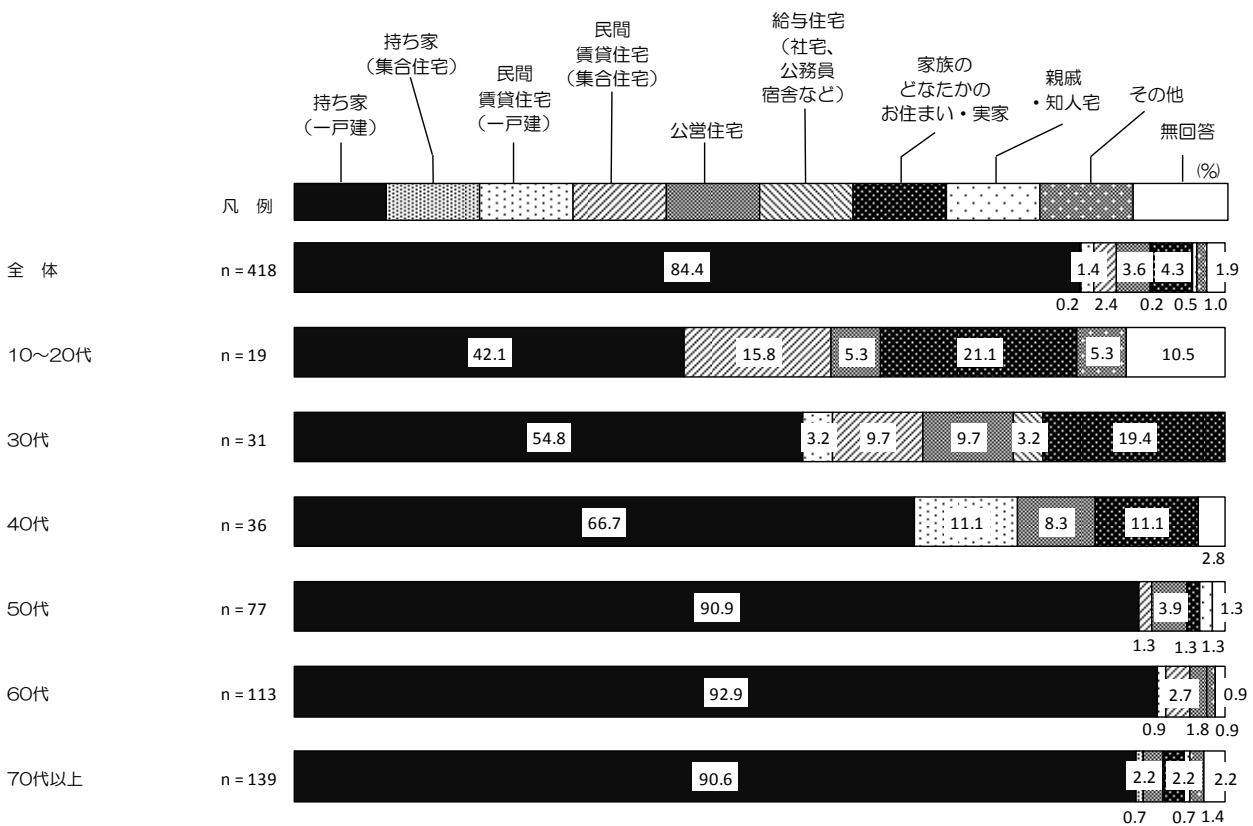 持ち家
（一戸建）
持ち家
（集合住宅）
民間
賃貸住宅
（一戸建）
民間
賃貸住宅
（集合住宅）
公営住宅
給与住宅
（社宅、
公務員
宿舎など）
家族の
どなたかの
お住まい・実家
親戚
・知人宅
その他
無回答
(%)
凡 例
全 体 n = 418 84.4 1.4 3.6 4.3 1.9
0.2 2.4 0.2 0.5 1.0
10～20代 n = 19 42.1 15.8 5.3 21.1 5.3 10.5
30代 n = 31 54.8 3.2 9.7 9.7 3.2 19.4
40代 n = 36 66.7 11.1 8.3 11.1
2.8
50代 n = 77 90.9 3.9 1.3
1.3 1.3 1.3
60代 n = 113 92.9 2.7 0.9
0.9 1.8 0.9
70代以上 n = 139 90.6 2.2 2.2 2.2
0.7 0.7 1.4